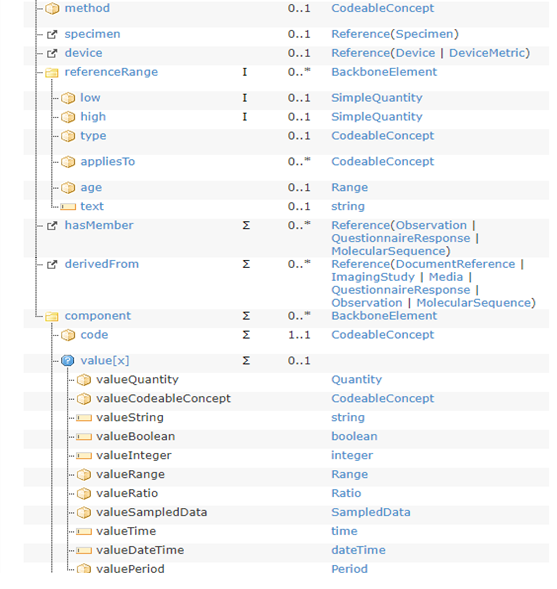 method 0..1 CodeableConcept
specimen 0..1 Reference(Specimen)
device 0..1 Reference(Device | DeviceMetric)
referenceRange I 0..* BackboneElement
low I 0..1 SimpleQuantity
high I 0..1 SimpleQuantity
type 0..1 CodeableConcept
appliesTo 0..* CodeableConcept
age 0..1 Range
text 0..1 string
hasMember Σ 0..* Reference(Observation |
QuestionnaireResponse |
MolecularSequence)
derivedFrom Σ 0..* Reference(DocumentReference |
ImagingStudy | Media |
QuestionnaireResponse |
Observation | MolecularSequence)
component Σ 0..* BackboneElement
code Σ 1..1 CodeableConcept
value[x] Σ 0..1
valueQuantity Quantity
valueCodeableConcept CodeableConcept
valueString string
valueBoolean boolean
valueInteger integer
valueRange Range
valueRatio Ratio
valueSampledData SampledData
valueTime time
valueDateTime dateTime
valuePeriod Period